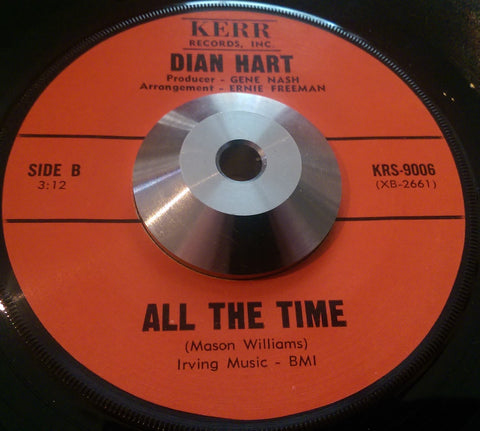 KERR
RECORDS, INC.
DIAN HART
Producer - GENE NASH
Arrangement - ERNIE FREEMAN
SIDE B
3:12
KRS-9006
(XB-2661)
ALL THE TIME
(Mason Williams)
Irving Music - BMI